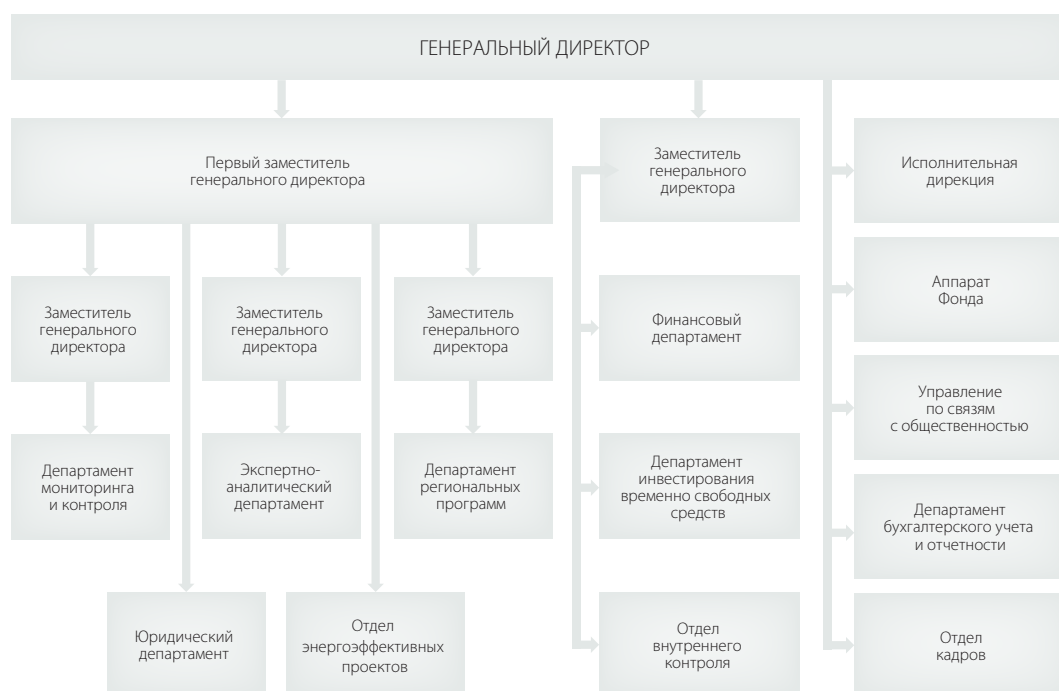 ГЕНЕРАЛЬНЫЙ ДИРЕКТОР
Первый заместитель
генерального директора
Заместитель
генерального
директора
Исполнительная
дирекция
Заместитель
генерального
директора
Заместитель
генерального
директора
Заместитель
генерального
директора
Финансовый
департамент
Аппарат
Фонда
Управление
по связям
с общественностью
Департамент
мониторинга
и контроля
Экспертно-
аналитический
департамент
Департамент
региональных
программ
Департамент
инвестирования
временно свободных
средств
Департамент
бухгалтерского учета
и отчетности
Юридический
департамент
Отдел
энергоэффективных
проектов
Отдел
внутреннего
контроля
Отдел
кадров